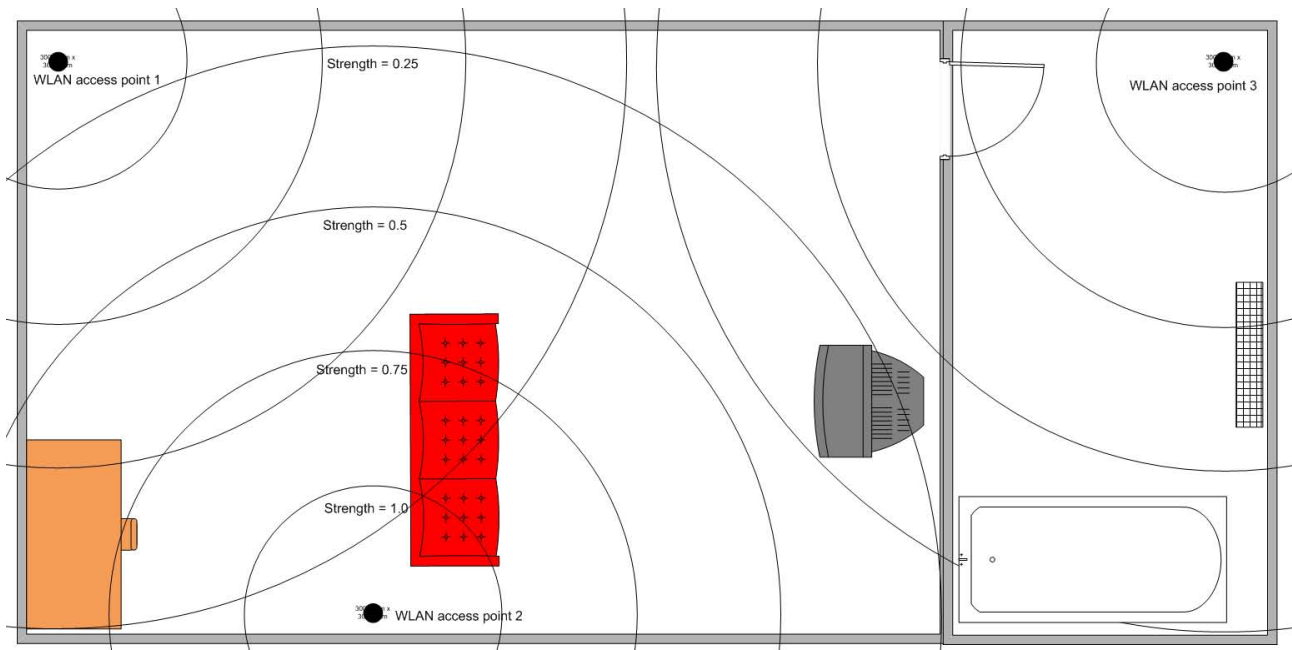 Strength = 0.25
WLAN access point 1
WLAN access point 3
Strength = 0.5
Strength = 0.75
Strength = 1.0
WLAN access point 2